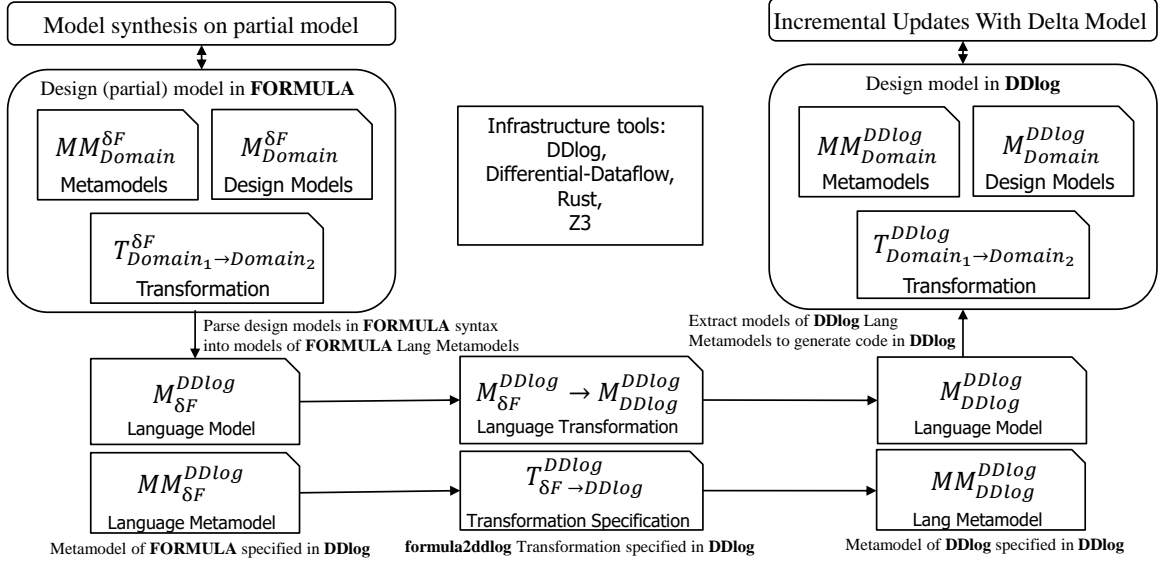 Model synthesis on partial model
Incremental Updates With Delta Model
Design (partial) model in FORMULA
MM^{δF}_{Domain}
Metamodels
M^{δF}_{Domain}
Design Models
T^{δF}_{Domain_1→Domain_2}
Transformation
Infrastructure tools:
DDlog,
Differential-Dataflow,
Rust,
Z3
Design model in DDlog
MM^{DDlog}_{Domain}
Metamodels
M^{DDlog}_{Domain}
Design Models
T^{DDlog}_{Domain_1→Domain_2}
Transformation
Parse design models in FORMULA syntax
into models of FORMULA Lang Metamodels
Extract models of DDlog Lang
Metamodels to generate code in DDlog
M^{DDlog}_{δF}
Language Model
M^{DDlog}_{δF} → M^{DDlog}_{DDlog}
Language Transformation
M^{DDlog}_{DDlog}
Language Model
MM^{DDlog}_{δF}
Language Metamodel
T^{DDlog}_{δF→DDlog}
Transformation Specification
MM^{DDlog}_{DDlog}
Lang Metamodel
Metamodel of FORMULA specified in DDlog
formula2ddlog Transformation specified in DDlog
Metamodel of DDlog specified in DDlog